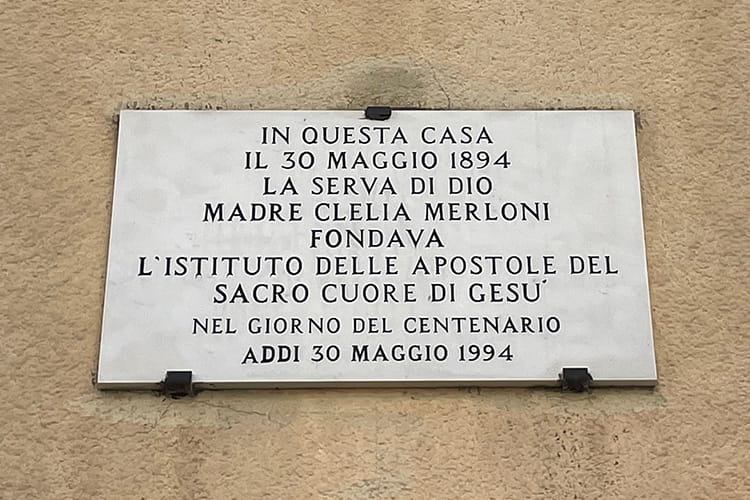 IN QUESTA CASA
IL 30 MAGGIO 1894
LA SERVA DI DIO
MADRE CLELIA MERLONI
FONDAVA
L'ISTITUTO DELLE APOSTOLE DEL
SACRO CUORE DI GESU'
NEL GIORNO DEL CENTENARIO
ADDI 30 MAGGIO 1994